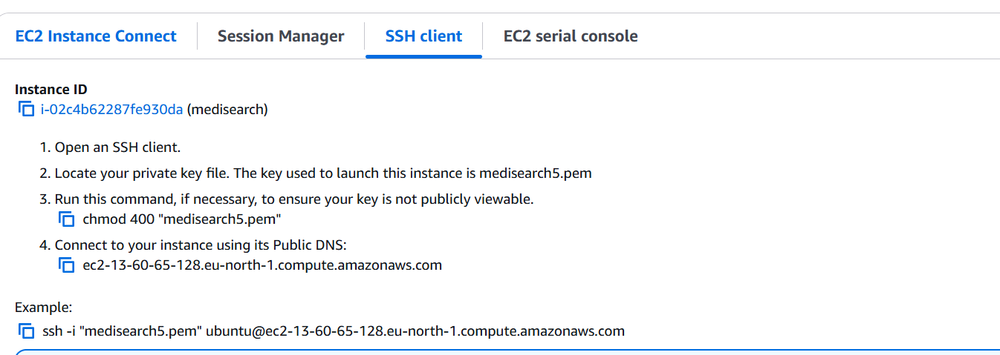 EC2 Instance Connect Session Manager SSH client EC2 serial console
Instance ID
i-02c4b62287fe930da (medisearch)
1. Open an SSH client.
2. Locate your private key file. The key used to launch this instance is medisearch5.pem
3. Run this command, if necessary, to ensure your key is not publicly viewable.
chmod 400 "medisearch5.pem"
4. Connect to your instance using its Public DNS:
ec2-13-60-65-128.eu-north-1.compute.amazonaws.com
Example:
ssh -i "medisearch5.pem" ubuntu@ec2-13-60-65-128.eu-north-1.compute.amazonaws.com